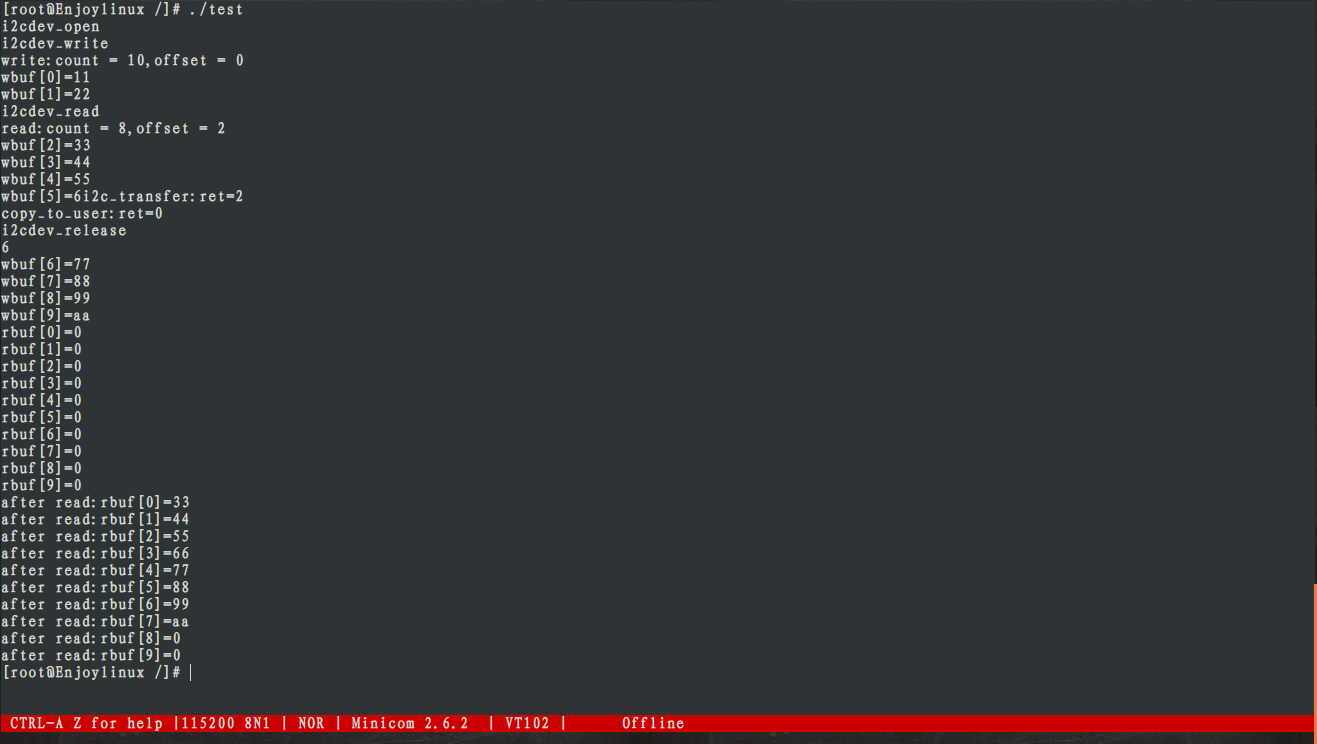 [root@Enjoylinux /]# ./test
i2cdev_open
i2cdev_write
write:count = 10,offset = 0
wbuf[0]=11
wbuf[1]=22
i2cdev_read
read:count = 8,offset = 2
wbuf[2]=33
wbuf[3]=44
wbuf[4]=55
wbuf[5]=6i2c_transfer:ret=2
copy_to_user:ret=0
i2cdev_release
6
wbuf[6]=77
wbuf[7]=88
wbuf[8]=99
wbuf[9]=aa
rbuf[0]=0
rbuf[1]=0
rbuf[2]=0
rbuf[3]=0
rbuf[4]=0
rbuf[5]=0
rbuf[6]=0
rbuf[7]=0
rbuf[8]=0
rbuf[9]=0
after read:rbuf[0]=33
after read:rbuf[1]=44
after read:rbuf[2]=55
after read:rbuf[3]=66
after read:rbuf[4]=77
after read:rbuf[5]=88
after read:rbuf[6]=99
after read:rbuf[7]=aa
after read:rbuf[8]=0
after read:rbuf[9]=0
[root@Enjoylinux /]#
CTRL-A Z for help |115200 8N1 | NOR | Minicom 2.6.2 | VT102 | Offline